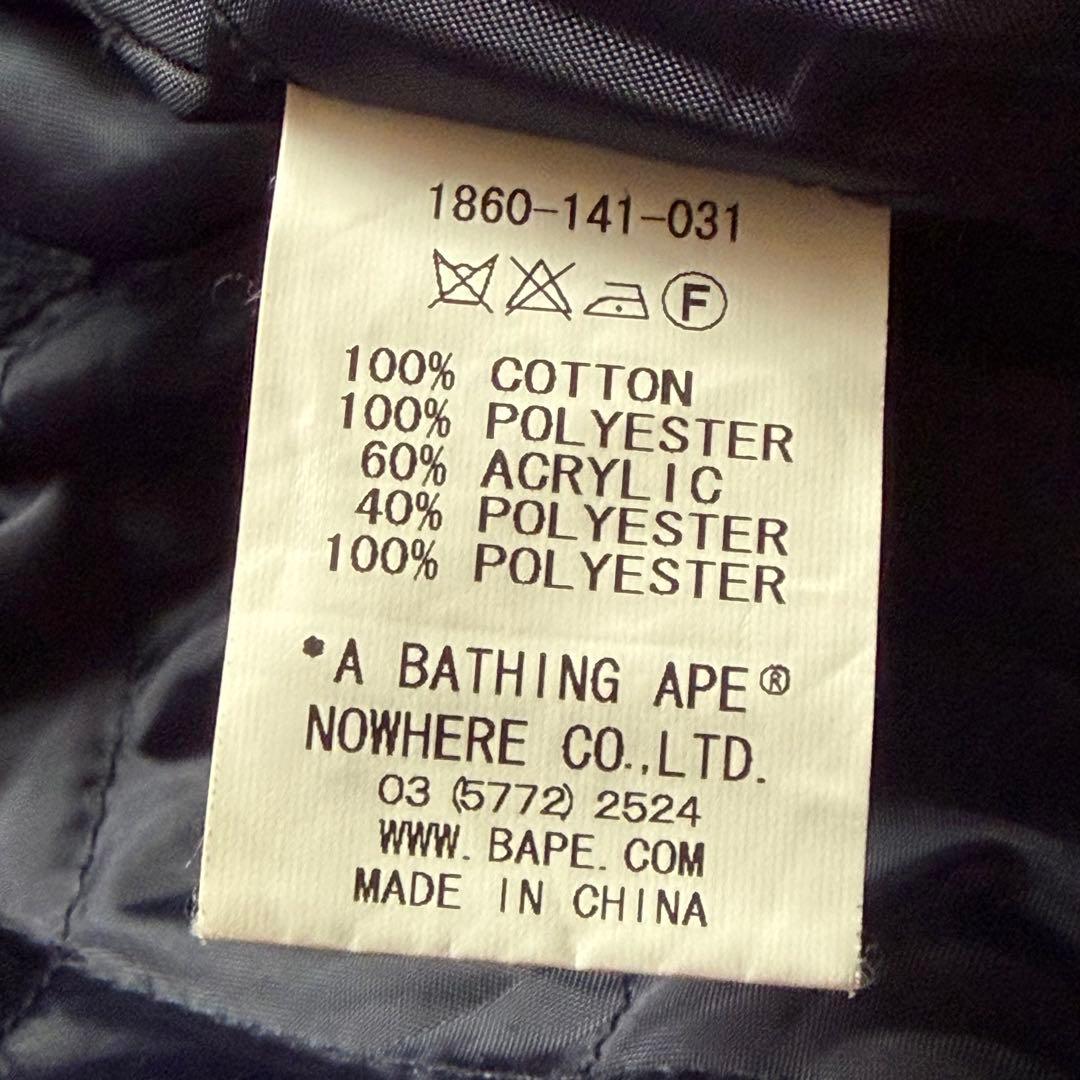 1860-141-031
F
100% COTTON
100% POLYESTER
60% ACRYLIC
40% POLYESTER
100% POLYESTER
*A BATHING APE®
NOWHERE CO.,LTD.
03 (5772) 2524
WWW. BAPE. COM
MADE IN CHINA